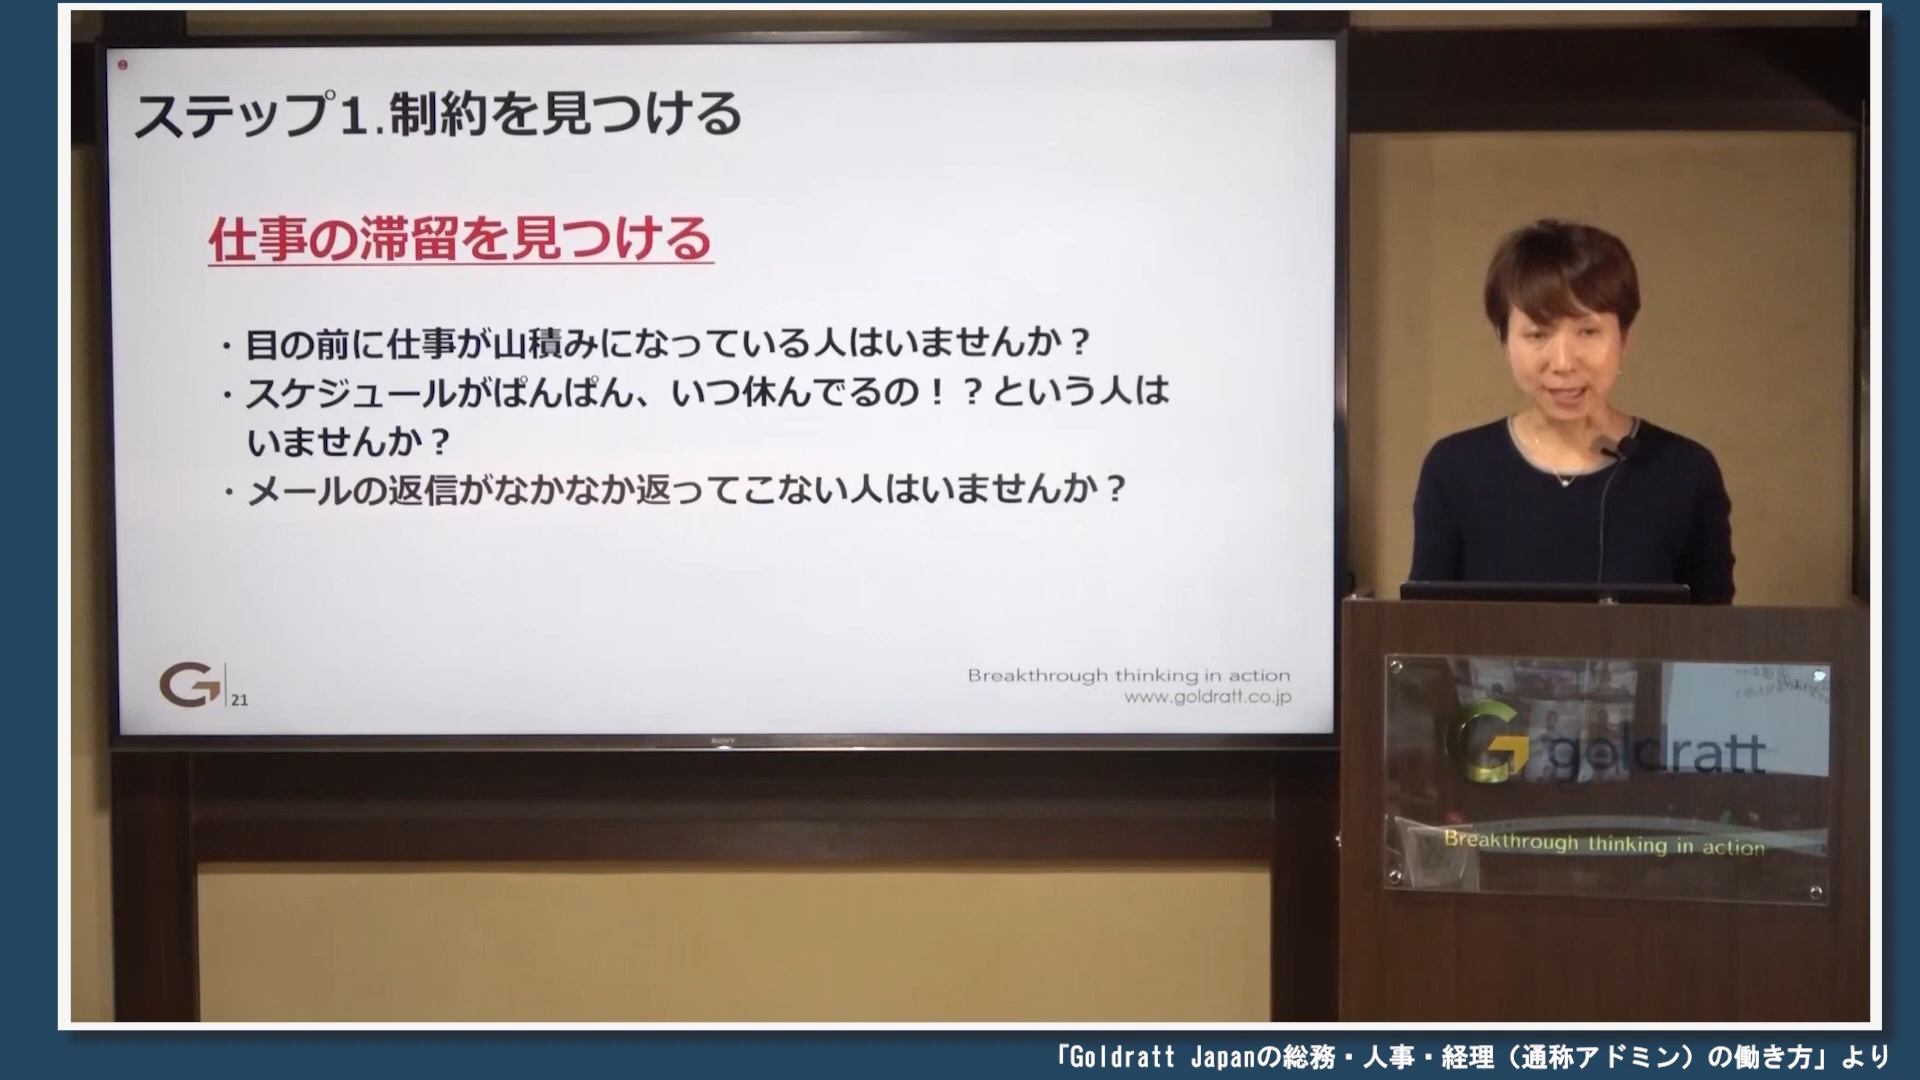 ステップ1.制約を見つける
仕事の滞留を見つける
・目の前に仕事が山積みになっている人はいませんか？
・スケジュールがぱんぱん、いつ休んでるの！？という人は
いませんか？
・メールの返信がなかなか返ってこない人はいませんか？
G 21
Breakthrough thinking in action
www.goldratt.co.jp
SONY
G goldratt
Breakthrough thinking in action
「Goldratt Japanの総務・人事・経理（通称アドミン）の働き方」より